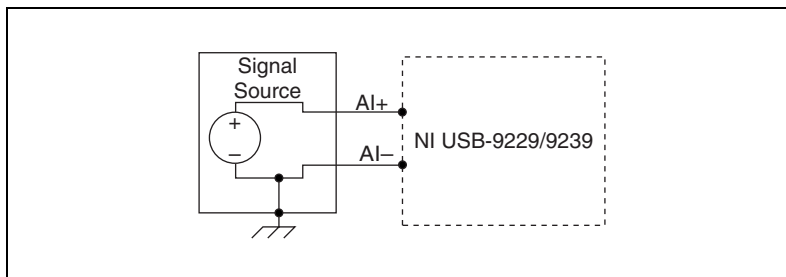 Signal
Source
AI+
+
–
AI–
NI USB-9229/9239